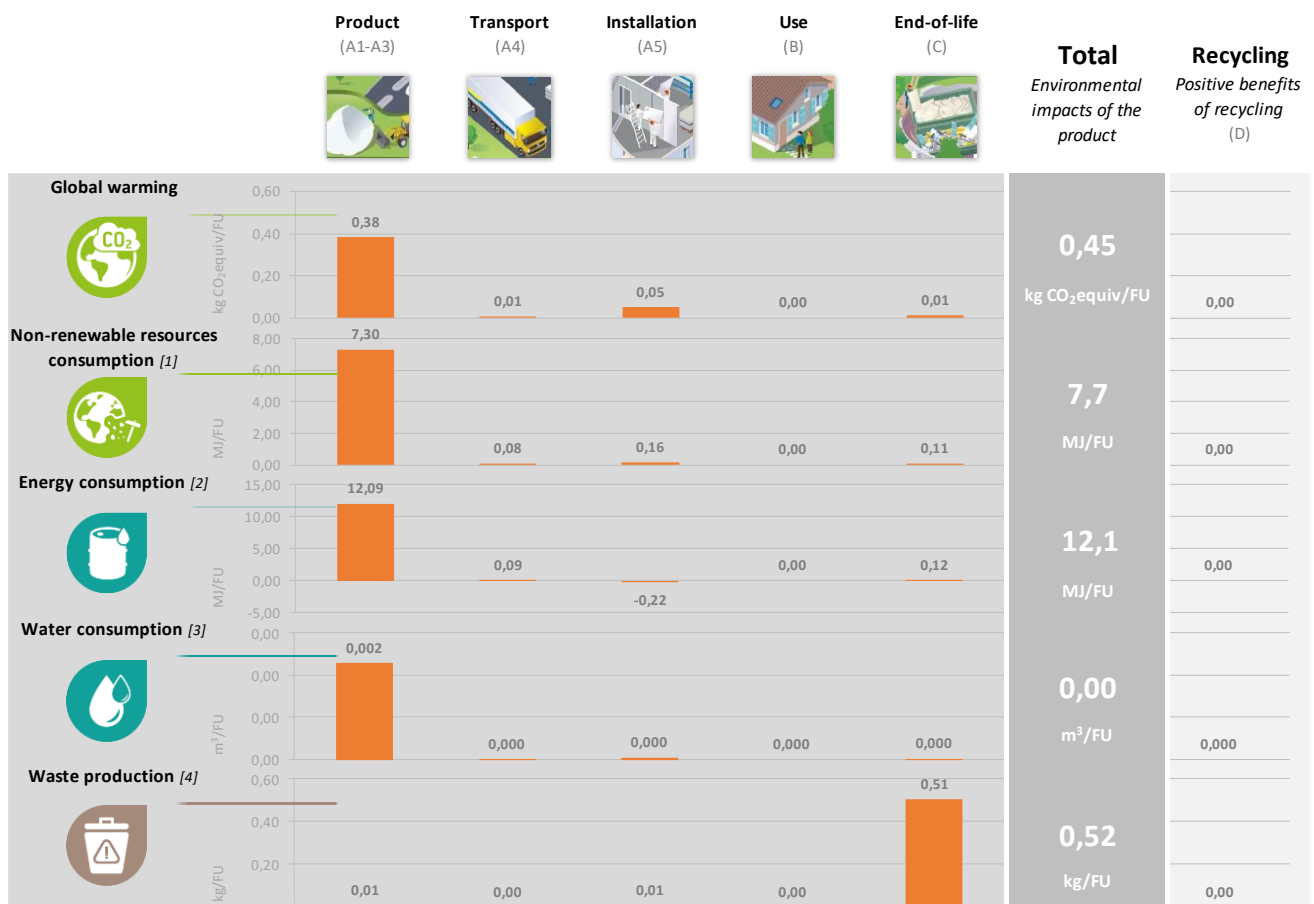 Product
(A1-A3)
Transport
(A4)
Installation
(A5)
Use
(B)
End-of-life
(C)
Total
Environmental
impacts of the
product
Recycling
Positive benefits
of recycling
(D)
Global warming
CO2
kg CO2equiv/FU
0,60
0,40
0,20
0,00
0,38
0,01
0,05
0,00
0,01
0,45
kg CO2equiv/FU
0,00
Non-renewable resources
consumption [1]
MJ/FU
8,00
6,00
4,00
2,00
0,00
7,30
0,08
0,16
0,00
0,11
7,7
MJ/FU
0,00
Energy consumption [2]
MJ/FU
15,00
10,00
5,00
0,00
-5,00
12,09
0,09
-0,22
0,00
0,12
12,1
MJ/FU
0,00
Water consumption [3]
m³/FU
0,00
0,00
0,00
0,00
0,002
0,000
0,000
0,000
0,000
0,00
m³/FU
0,000
Waste production [4]
kg/FU
0,60
0,40
0,20
0,01
0,00
0,01
0,00
0,51
0,52
kg/FU
0,00